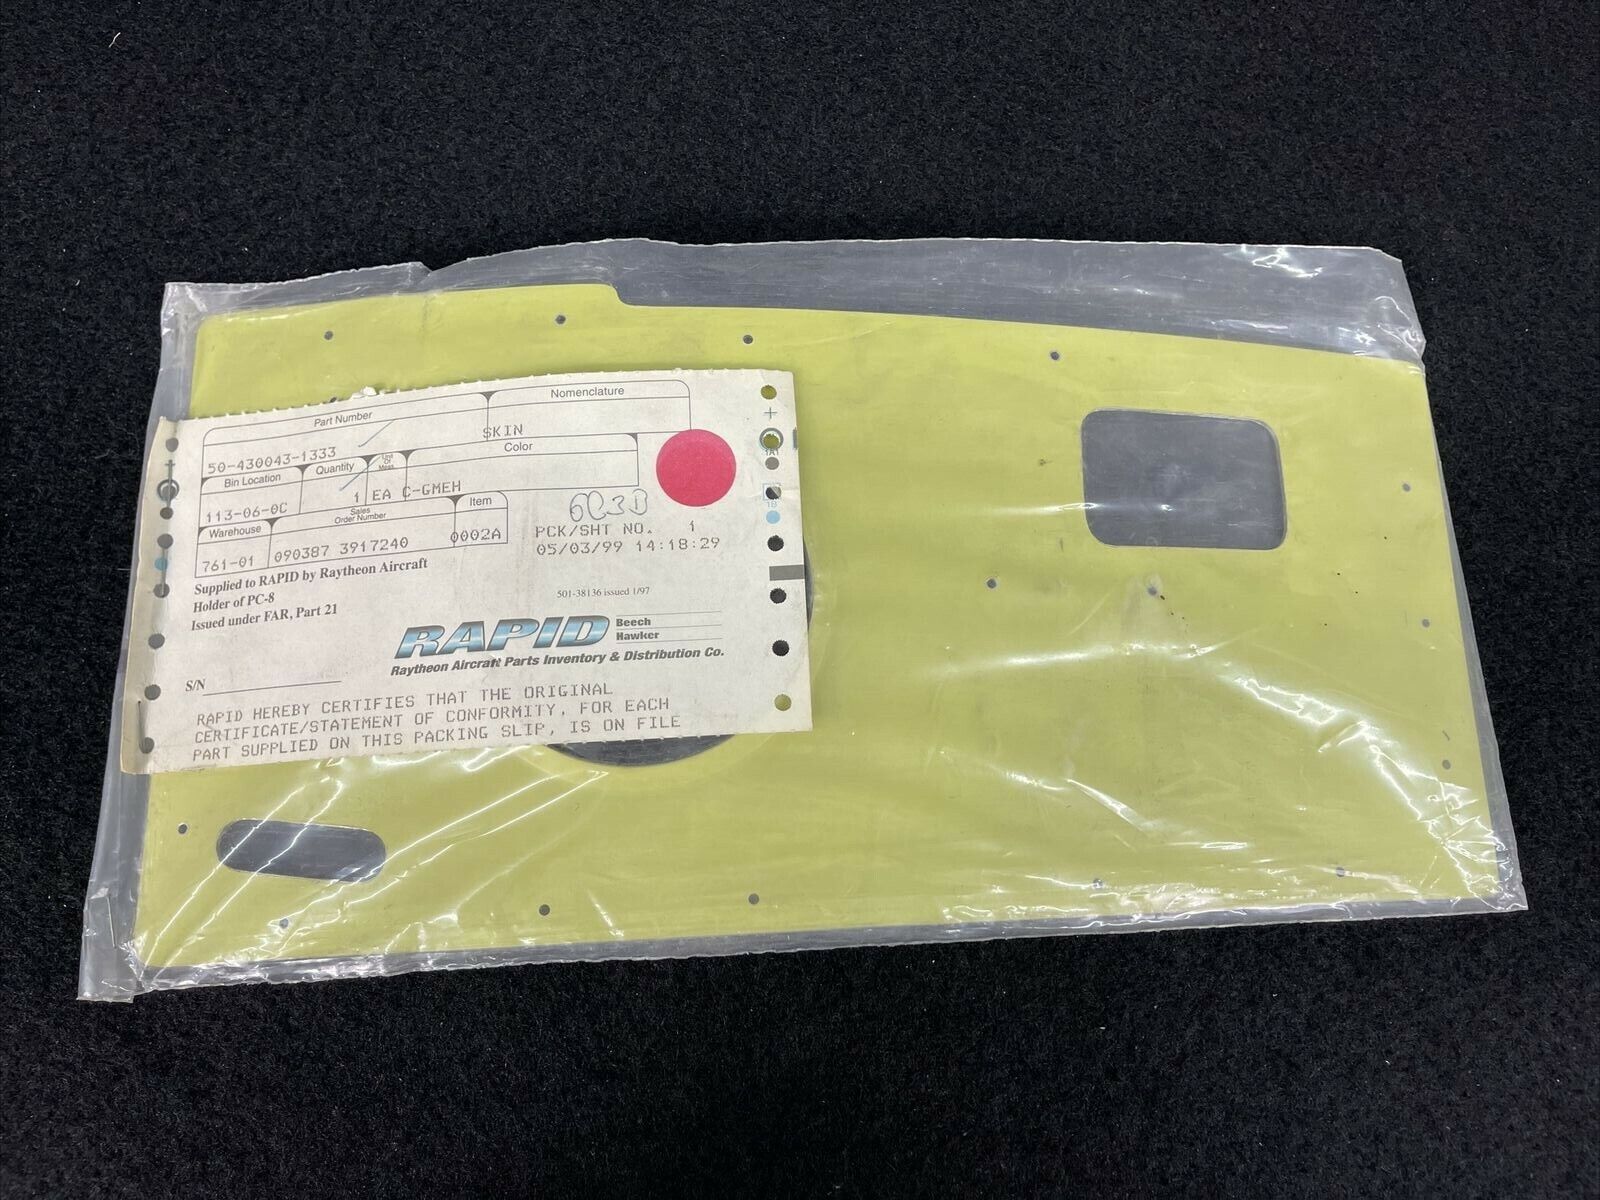 Part Number
Nomenclature
50-430043-1333
SKIN
Bin Location
Quantity
Unit Of Meas
Color
113-06-0C
1
EA
C-GMEH
Warehouse
Sales Order Number
Item
761-01
090387 3917240
0002A
PCK/SHT NO. 1
05/03/99 14:18:29
Supplied to RAPID by Raytheon Aircraft
Holder of PC-8
Issued under FAR, Part 21
501-38136 issued 1/97
RAPID
Beech
Hawker
Raytheon Aircraft Parts Inventory & Distribution Co.
S/N
RAPID HEREBY CERTIFIES THAT THE ORIGINAL
CERTIFICATE/STATEMENT OF CONFORMITY, FOR EACH
PART SUPPLIED ON THIS PACKING SLIP, IS ON FILE